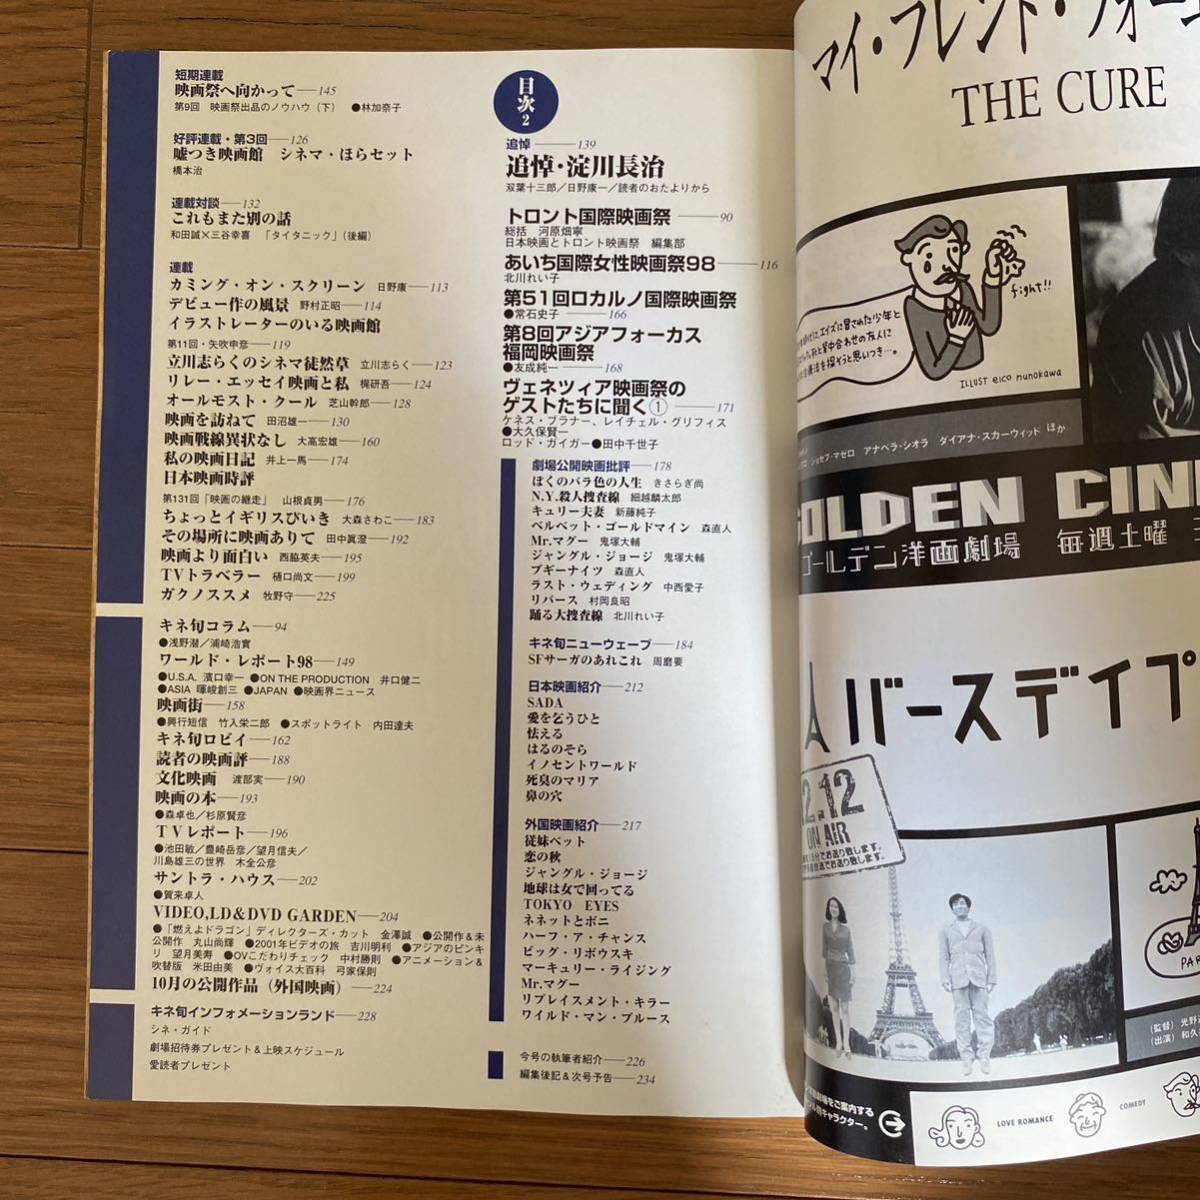 短期連載
映画祭へ向かって――145
第9回 映画祭出品のノウハウ（下） ●林加奈子
好評連載・第3回――126
嘘つき映画館 シネマ・ほらセット
橋本治
連載対談――132
これもまた別の話
和田誠×三谷幸喜 「タイタニック」（後編）
連載
カミング・オン・スクリーン 日野康一――113
デビュー作の風景 野村正昭――114
イラストレーターのいる映画館
第11回・矢吹申彦――119
立川志らくのシネマ徒然草 立川志らく――123
リレー・エッセイ映画と私 梶研吾――124
オールモスト・クール 芝山幹郎――128
映画を訪ねて 田沼雄一――130
映画戦線異状なし 大高宏雄――160
私の映画日記 井上一馬――174
日本映画時評
第131回「映画の継走」 山根貞男――176
ちょっとイギリスびいき 大森さわこ――183
その場所に映画ありて 田中眞澄――192
映画より面白い 西脇英夫――195
TVトラベラー 樋口尚文――199
ガクノススメ 牧野守――225
キネ旬コラム――94
●浅野潜／浦崎浩實
ワールド・レポート98――149
●U.S.A. 濱口幸一 ●ON THE PRODUCTION 井口健二
●ASIA 暉峻創三 ●JAPAN ●映画界ニュース
映画街――158
●興行短信 竹入栄二郎 ●スポットライト 内田達夫
キネ旬ロビイ――162
読者の映画評――188
文化映画 渡部実――190
映画の本――193
●森卓也／杉原賢彦
TVレポート――196
●池田敏／豊崎岳彦／望月信夫／
川島雄三の世界 木全公彦
サントラ・ハウス――202
●賀来卓人
VIDEO,LD&DVD GARDEN――204
●「燃えよドラゴン」ディレクターズ・カット 金澤誠 ●公開作＆未
公開作 丸山尚輝 ●2001年ビデオの旅 吉川明利 ●アジアのピンキ
リ 望月美寿 ●OVこだわりチェック 中村勝則 ●アニメーション＆
吹替版 米田由美 ●ヴォイス大百科 弓家保則
10月の公開作品（外国映画）――224
キネ旬インフォメーションランド――228
シネ・ガイド
劇場招待券プレゼント＆上映スケジュール
愛読者プレゼント
目次2
追悼――139
追悼・淀川長治
双葉十三郎／日野康一／読者のおたよりから
トロント国際映画祭――90
総括 河原畑寧
日本映画とトロント映画祭 編集部
あいち国際女性映画祭98――116
北川れい子
第51回ロカルノ国際映画祭
●常石史子――166
第8回アジアフォーカス
福岡映画祭
●友成純一――168
ヴェネツィア映画祭の
ゲストたちに聞く①――171
ケネス・ブラナー、レイチェル・グリフィス
●大久保賢一
ロッド・ガイガー●田中千世子
劇場公開映画批評――178
ぼくのバラ色の人生 きさらぎ尚
N.Y.殺人捜査線 細越麟太郎
キュリー夫妻 新藤純子
ベルベット・ゴールドマイン 森直人
Mr.マグー 鬼塚大輔
ジャングル・ジョージ 鬼塚大輔
ブギーナイツ 森直人
ラスト・ウェディング 中西愛子
リバース 村岡良昭
踊る大捜査線 北川れい子
キネ旬ニューウェーブ――184
SFサーガのあれこれ 周磨要
日本映画紹介――212
SADA
愛を乞うひと
怯える
はるのそら
イノセントワールド
死臭のマリア
鼻の穴
外国映画紹介――217
従妹ベット
恋の秋
ジャングル・ジョージ
地球は女で回ってる
TOKYO EYES
ネネットとボニ
ハーフ・ア・チャンス
ビッグ・リボウスキ
マーキュリー・ライジング
Mr.マグー
リプレイスメント・キラー
ワイルド・マン・ブルース
今号の執筆者紹介――226
編集後記＆次号予告――234
マイ・フレンド・フォー
THE CURE
fight!!
エイズに冒された少年と
背中合わせの友人に
治療法を探そうと思いつき…。
ILLUST eico nunokawa
ジョセフ・マゼロ アナベラ・シオラ ダイアナ・スカーウィッド ほか
GOLDEN CIN
ゴールデン洋画劇場 毎週土曜
バースデイプ
12.12
ON AIR
PAR
（監督）光野
（出演）和久
をご案内する
キャラクター。
LOVE ROMANCE
COMEDY